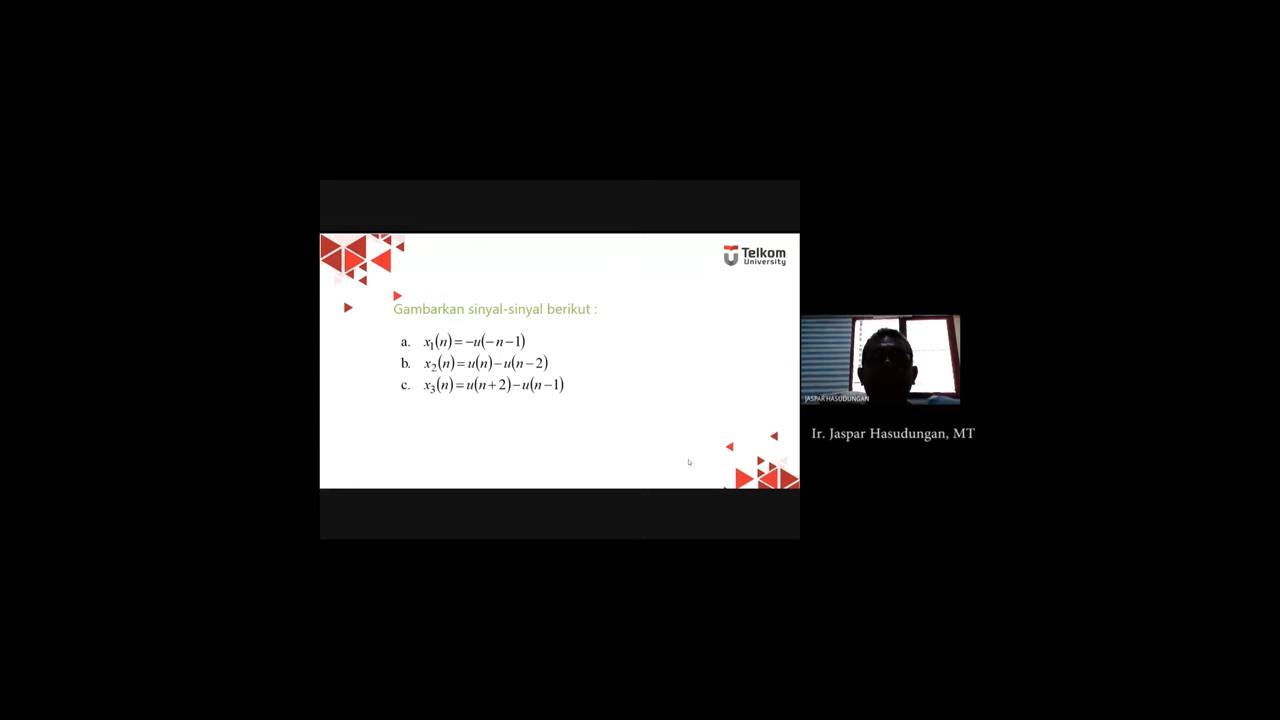 Telkom
University
Gambarkan sinyal-sinyal berikut :
a. x₁(n) = −u(−n−1)
b. x₂(n) = u(n)−u(n−2)
c. x₃(n) = u(n+2)−u(n−1)
JASPAR HASUDUNGAN
Ir. Jaspar Hasudungan, MT